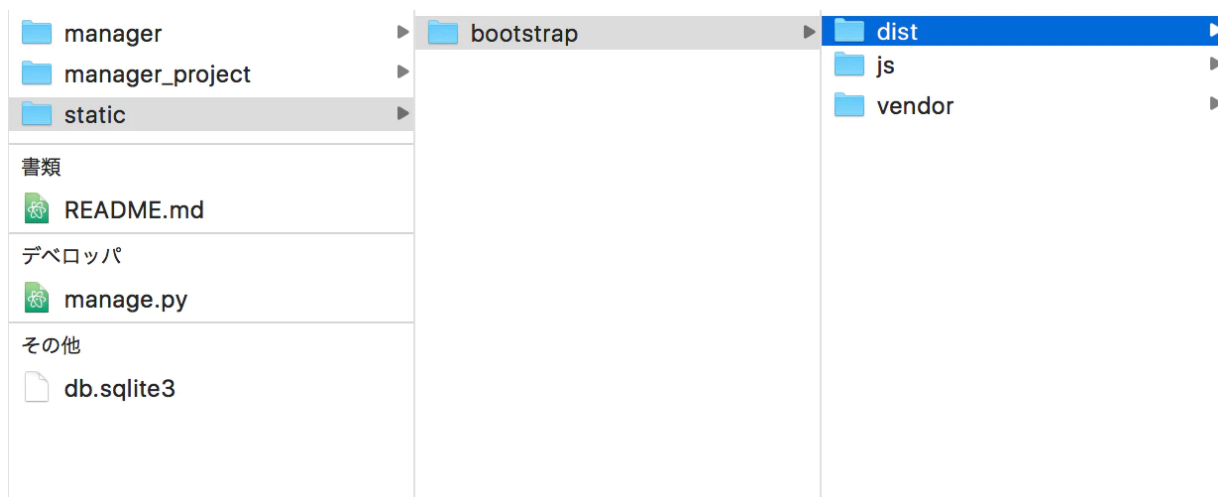 manager
manager_project
static
書類
README.md
デベロッパ
manage.py
その他
db.sqlite3
bootstrap
dist
js
vendor